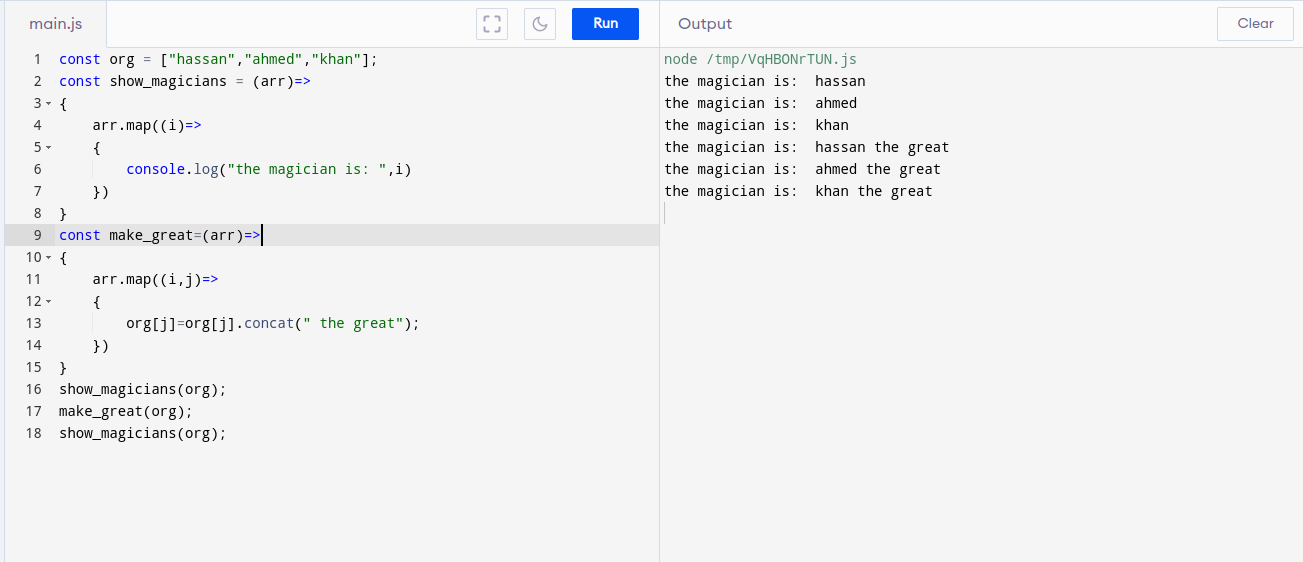 main.js
Run
Output
Clear
1 const org = ["hassan","ahmed","khan"];
2 const show_magicians = (arr)=>
3 {
4     arr.map((i)=>
5     {
6         console.log("the magician is: ",i)
7     })
8 }
9 const make_great=(arr)=>
10 {
11     arr.map((i,j)=>
12     {
13         org[j]=org[j].concat(" the great");
14     })
15 }
16 show_magicians(org);
17 make_great(org);
18 show_magicians(org);
node /tmp/VqHBONrTUN.js
the magician is:  hassan
the magician is:  ahmed
the magician is:  khan
the magician is:  hassan the great
the magician is:  ahmed the great
the magician is:  khan the great